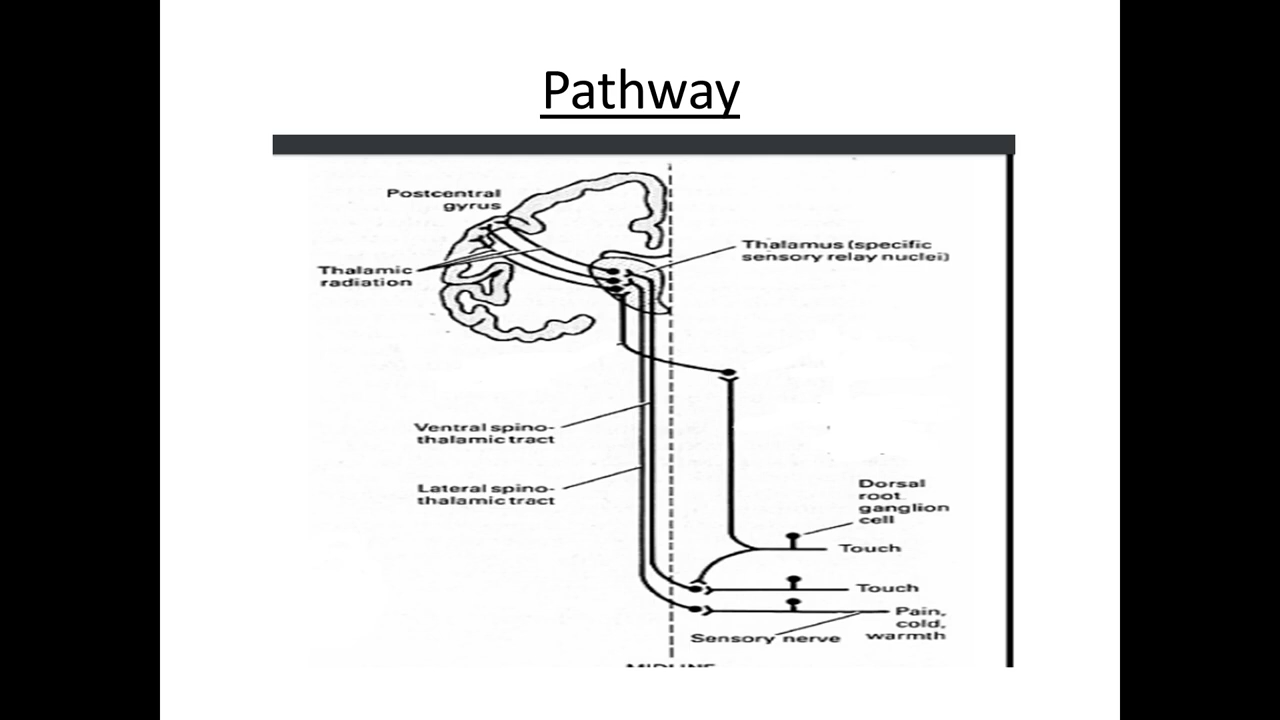 Pathway
Postcentral
gyrus
Thalamus (specific
sensory relay nuclei)
Thalamic
radiation
Ventral spino-
thalamic tract
Lateral spino-
thalamic tract
Dorsal
root
ganglion
cell
Touch
Touch
Pain,
cold,
warmth
Sensory nerve
MIDLINE